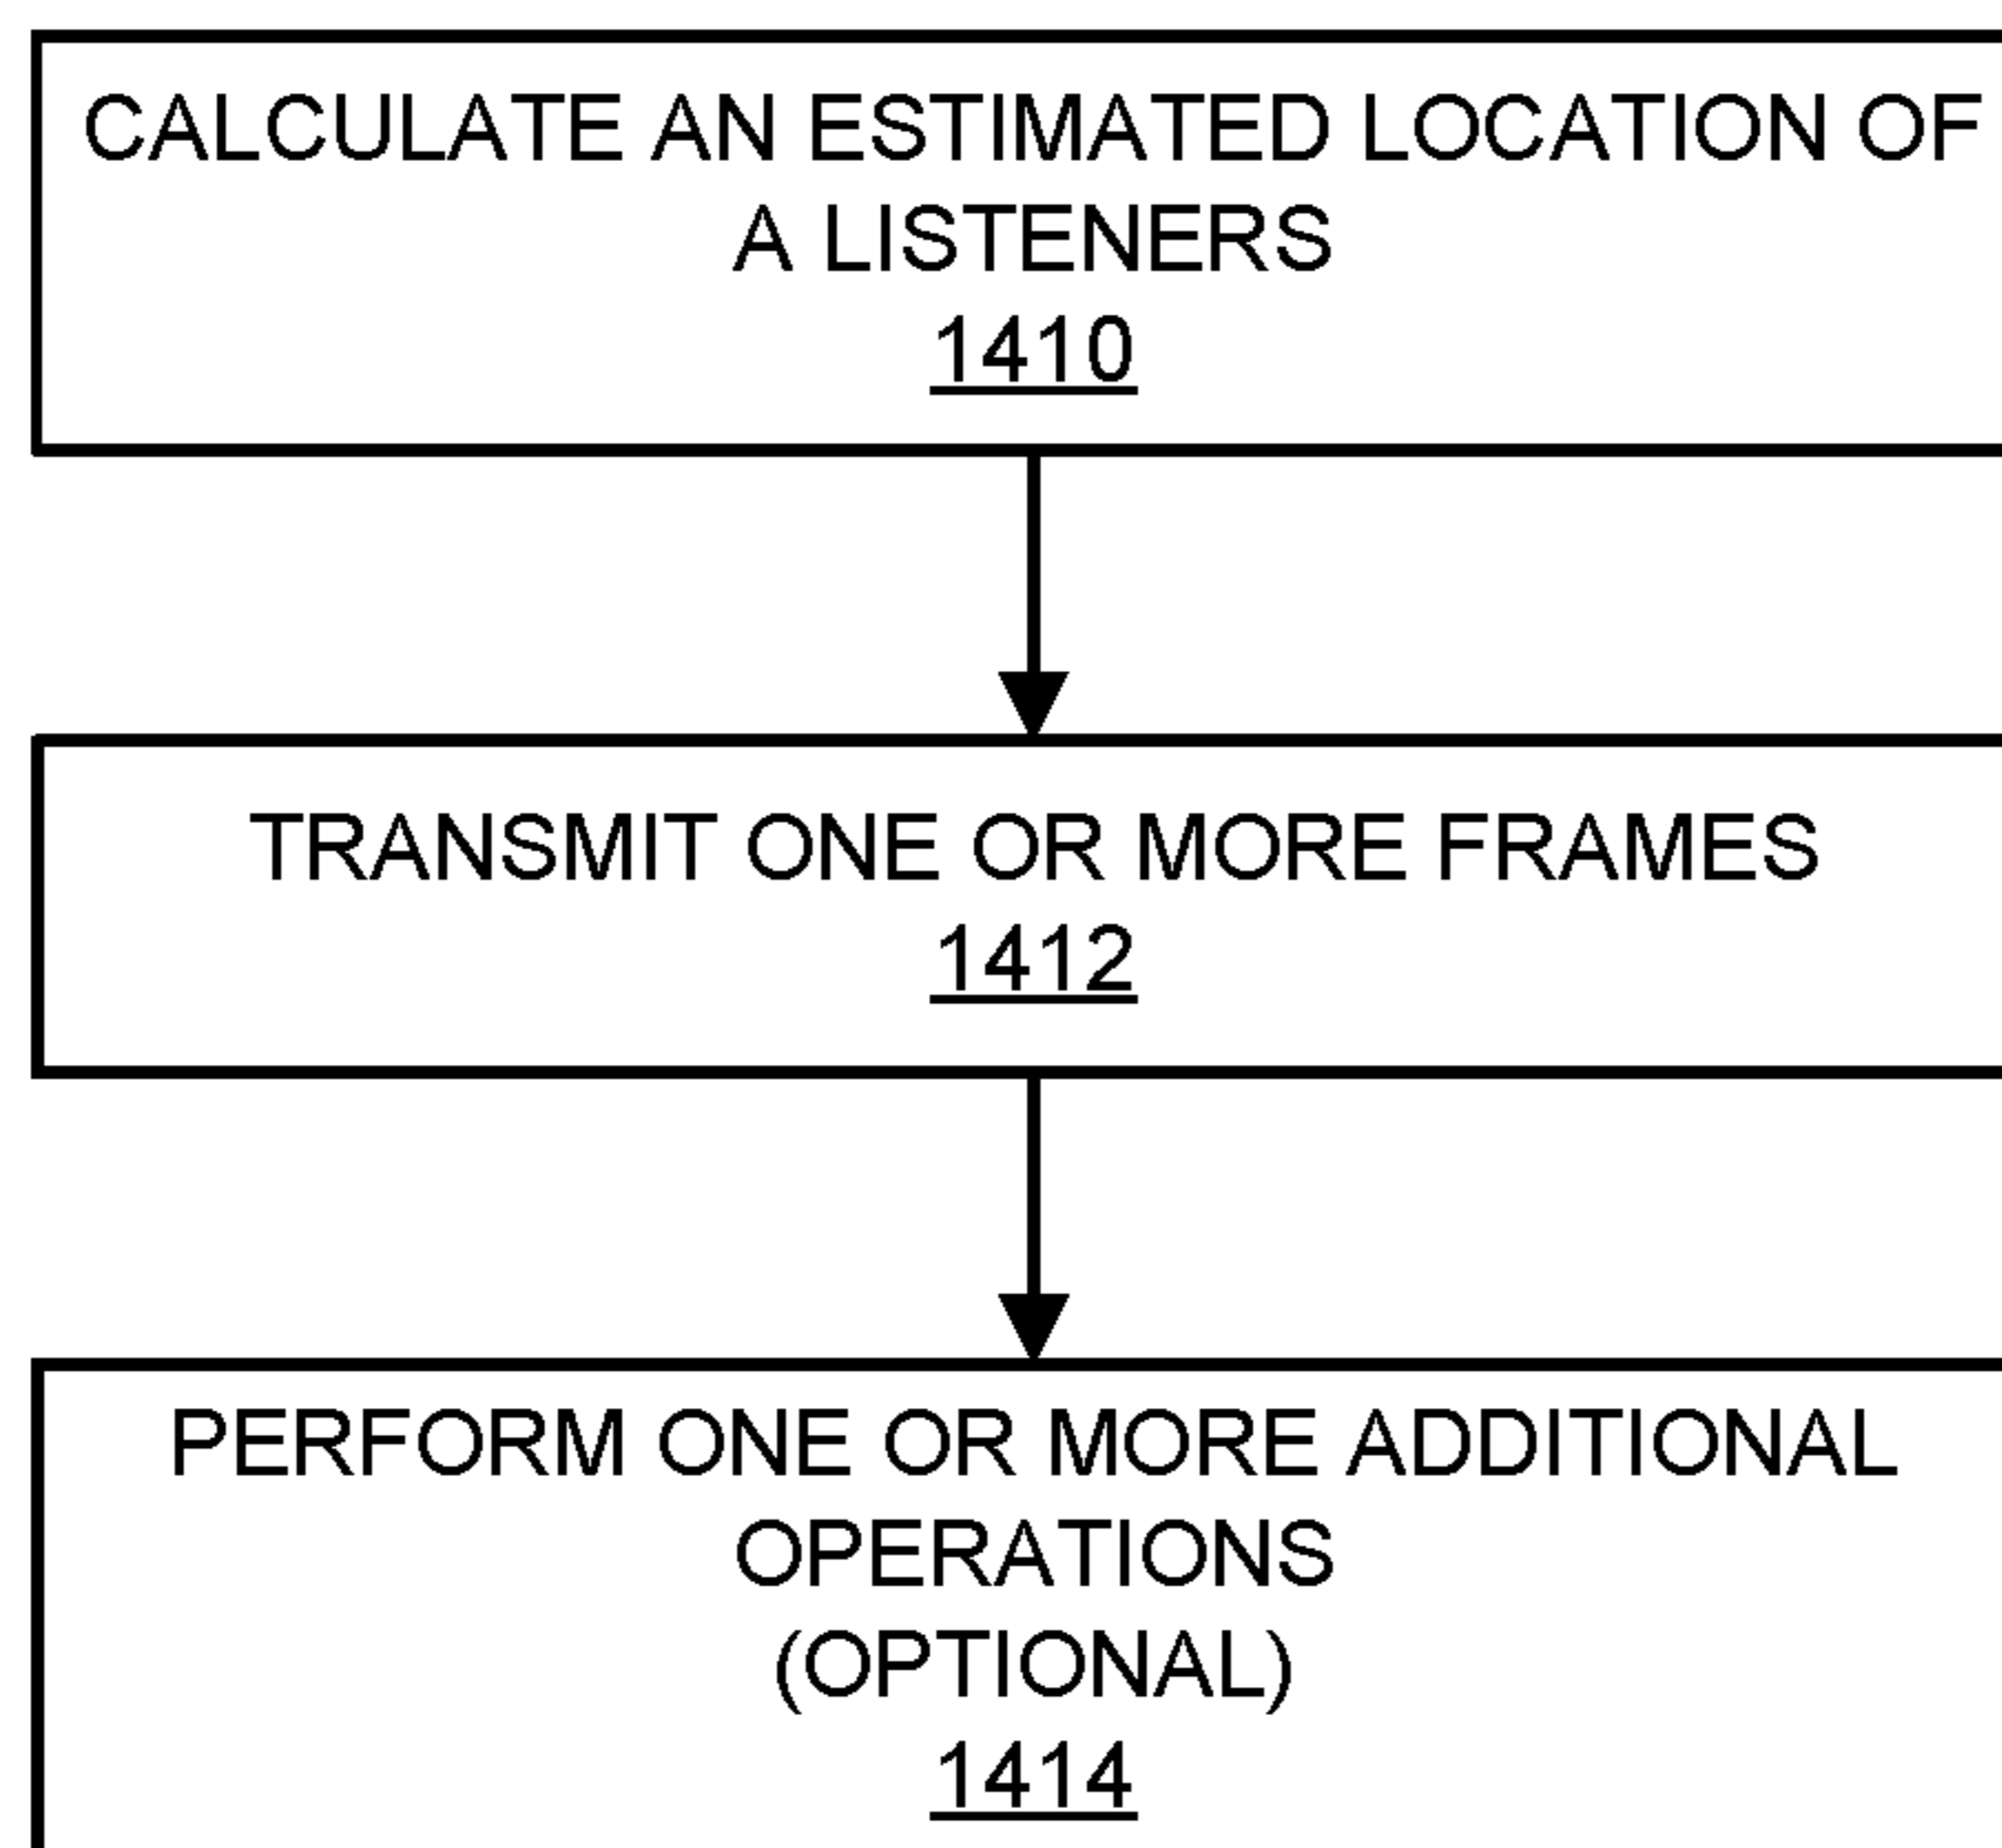 CALCULATE AN ESTIMATED LOCATION OF
A LISTENERS
1410
TRANSMIT ONE OR MORE FRAMES
1412
PERFORM ONE OR MORE ADDITIONAL
OPERATIONS
(OPTIONAL)
1414